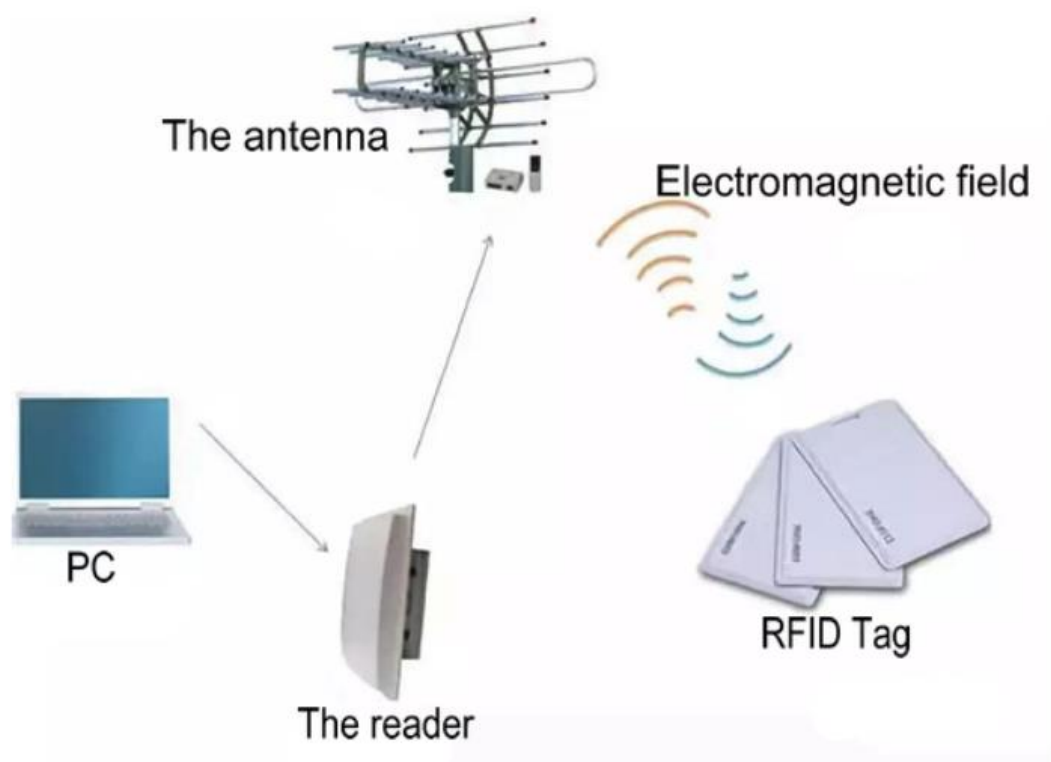 The antenna
Electromagnetic field
PC
RFID Tag
The reader